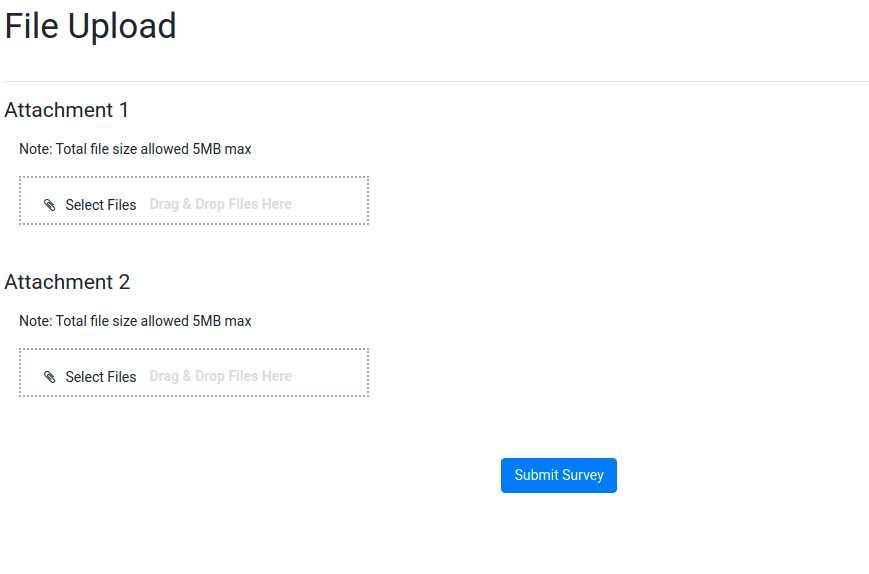 File Upload
Attachment 1
Note: Total file size allowed 5MB max
Select Files Drag & Drop Files Here
Attachment 2
Note: Total file size allowed 5MB max
Select Files Drag & Drop Files Here
Submit Survey